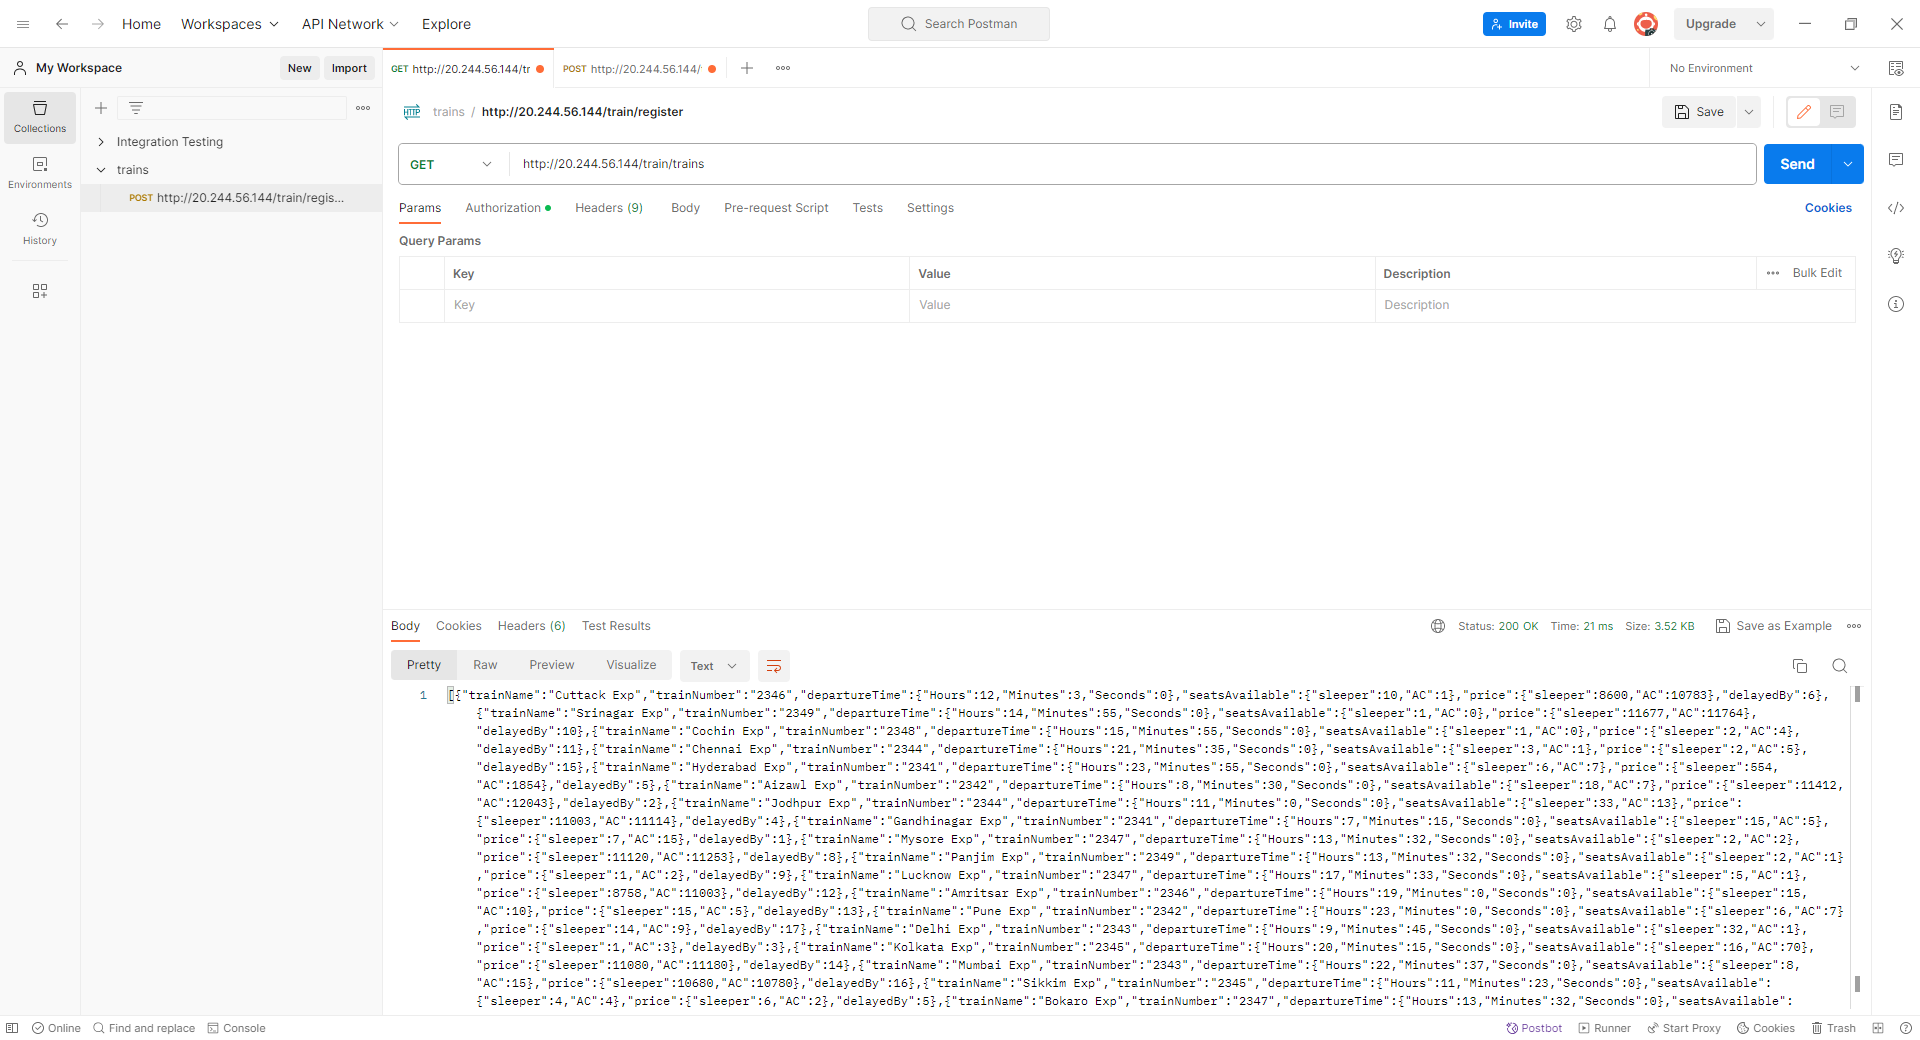 Home Workspaces API Network Explore Search Postman Invite Upgrade
My Workspace New Import GET http://20.244.56.144/tr POST http://20.244.56.144/ No Environment
Collections
Environments
History
Integration Testing
trains
POST http://20.244.56.144/train/regis...
HTTP trains / http://20.244.56.144/train/register Save
GET http://20.244.56.144/train/trains Send
Params Authorization Headers (9) Body Pre-request Script Tests Settings Cookies
Query Params
Key Value Description Bulk Edit
Key Value Description
Body Cookies Headers (6) Test Results Status: 200 OK Time: 21 ms Size: 3.52 KB Save as Example
Pretty Raw Preview Visualize Text
1 [{"trainName":"Cuttack Exp","trainNumber":"2346","departureTime":{"Hours":12,"Minutes":3,"Seconds":0},"seatsAvailable":{"sleeper":10,"AC":1},"price":{"sleeper":8600,"AC":10783},"delayedBy":6},
{"trainName":"Srinagar Exp","trainNumber":"2349","departureTime":{"Hours":14,"Minutes":55,"Seconds":0},"seatsAvailable":{"sleeper":1,"AC":0},"price":{"sleeper":11677,"AC":11764},
"delayedBy":10},{"trainName":"Cochin Exp","trainNumber":"2348","departureTime":{"Hours":15,"Minutes":55,"Seconds":0},"seatsAvailable":{"sleeper":1,"AC":0},"price":{"sleeper":2,"AC":4},
"delayedBy":11},{"trainName":"Chennai Exp","trainNumber":"2344","departureTime":{"Hours":21,"Minutes":35,"Seconds":0},"seatsAvailable":{"sleeper":3,"AC":1},"price":{"sleeper":2,"AC":5},
"delayedBy":15},{"trainName":"Hyderabad Exp","trainNumber":"2341","departureTime":{"Hours":23,"Minutes":55,"Seconds":0},"seatsAvailable":{"sleeper":6,"AC":7},"price":{"sleeper":554,
"AC":1854},"delayedBy":5},{"trainName":"Aizawl Exp","trainNumber":"2342","departureTime":{"Hours":8,"Minutes":30,"Seconds":0},"seatsAvailable":{"sleeper":18,"AC":7},"price":{"sleeper":11412,
"AC":12043},"delayedBy":2},{"trainName":"Jodhpur Exp","trainNumber":"2344","departureTime":{"Hours":11,"Minutes":0,"Seconds":0},"seatsAvailable":{"sleeper":33,"AC":13},"price":
{"sleeper":11003,"AC":11114},"delayedBy":4},{"trainName":"Gandhinagar Exp","trainNumber":"2341","departureTime":{"Hours":7,"Minutes":15,"Seconds":0},"seatsAvailable":{"sleeper":15,"AC":5},
"price":{"sleeper":7,"AC":15},"delayedBy":1},{"trainName":"Mysore Exp","trainNumber":"2347","departureTime":{"Hours":13,"Minutes":32,"Seconds":0},"seatsAvailable":{"sleeper":2,"AC":2},
"price":{"sleeper":11120,"AC":11253},"delayedBy":8},{"trainName":"Panjim Exp","trainNumber":"2349","departureTime":{"Hours":13,"Minutes":32,"Seconds":0},"seatsAvailable":{"sleeper":2,"AC":1}
,"price":{"sleeper":1,"AC":2},"delayedBy":9},{"trainName":"Lucknow Exp","trainNumber":"2347","departureTime":{"Hours":17,"Minutes":33,"Seconds":0},"seatsAvailable":{"sleeper":5,"AC":1},
"price":{"sleeper":8758,"AC":11003},"delayedBy":12},{"trainName":"Amritsar Exp","trainNumber":"2346","departureTime":{"Hours":19,"Minutes":0,"Seconds":0},"seatsAvailable":{"sleeper":15,
"AC":10},"price":{"sleeper":15,"AC":5},"delayedBy":13},{"trainName":"Pune Exp","trainNumber":"2342","departureTime":{"Hours":23,"Minutes":0,"Seconds":0},"seatsAvailable":{"sleeper":6,"AC":7}
,"price":{"sleeper":14,"AC":9},"delayedBy":17},{"trainName":"Delhi Exp","trainNumber":"2343","departureTime":{"Hours":9,"Minutes":45,"Seconds":0},"seatsAvailable":{"sleeper":32,"AC":1},
"price":{"sleeper":1,"AC":3},"delayedBy":3},{"trainName":"Kolkata Exp","trainNumber":"2345","departureTime":{"Hours":20,"Minutes":15,"Seconds":0},"seatsAvailable":{"sleeper":16,"AC":70},
"price":{"sleeper":11080,"AC":11180},"delayedBy":14},{"trainName":"Mumbai Exp","trainNumber":"2343","departureTime":{"Hours":22,"Minutes":37,"Seconds":0},"seatsAvailable":{"sleeper":8,
"AC":15},"price":{"sleeper":10680,"AC":10780},"delayedBy":16},{"trainName":"Sikkim Exp","trainNumber":"2345","departureTime":{"Hours":11,"Minutes":23,"Seconds":0},"seatsAvailable":
{"sleeper":4,"AC":4},"price":{"sleeper":6,"AC":2},"delayedBy":5},{"trainName":"Bokaro Exp","trainNumber":"2347","departureTime":{"Hours":13,"Minutes":32,"Seconds":0},"seatsAvailable":
Online Find and replace Console Postbot Runner Start Proxy Cookies Trash